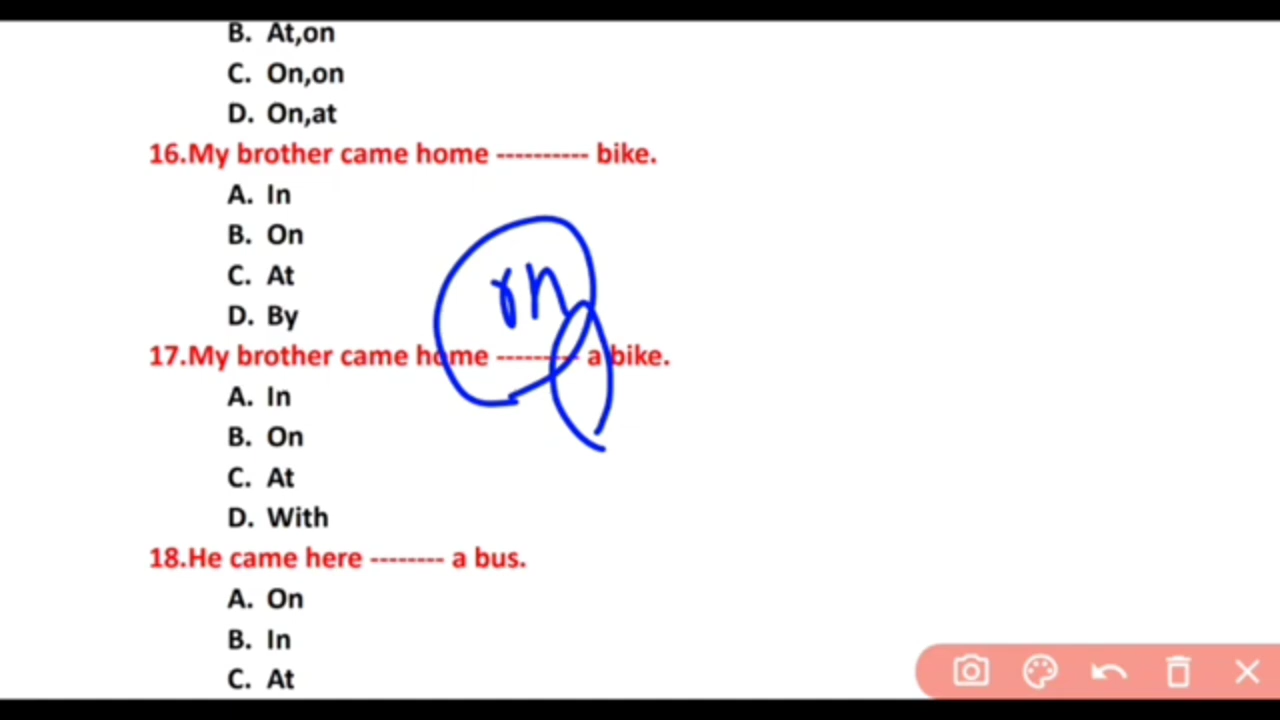 B. At,on
C. On,on
D. On,at
16.My brother came home ---------- bike.
A. In
B. On
C. At
D. By
17.My brother came home --------- a bike.
A. In
B. On
C. At
D. With
18.He came here -------- a bus.
A. On
B. In
C. At